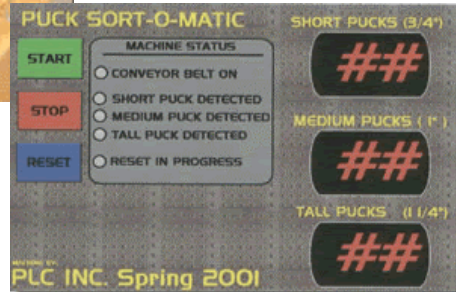 PUCK SORT-O-MATIC
START
STOP
RESET
MACHINE STATUS
CONVEYOR BELT ON
SHORT PUCK DETECTED
MEDIUM PUCK DETECTED
TALL PUCK DETECTED
RESET IN PROGRESS
SHORT PUCKS (3/4")
##
MEDIUM PUCKS ( 1" )
##
TALL PUCKS (1 1/4")
##
PLC INC. Spring 2001